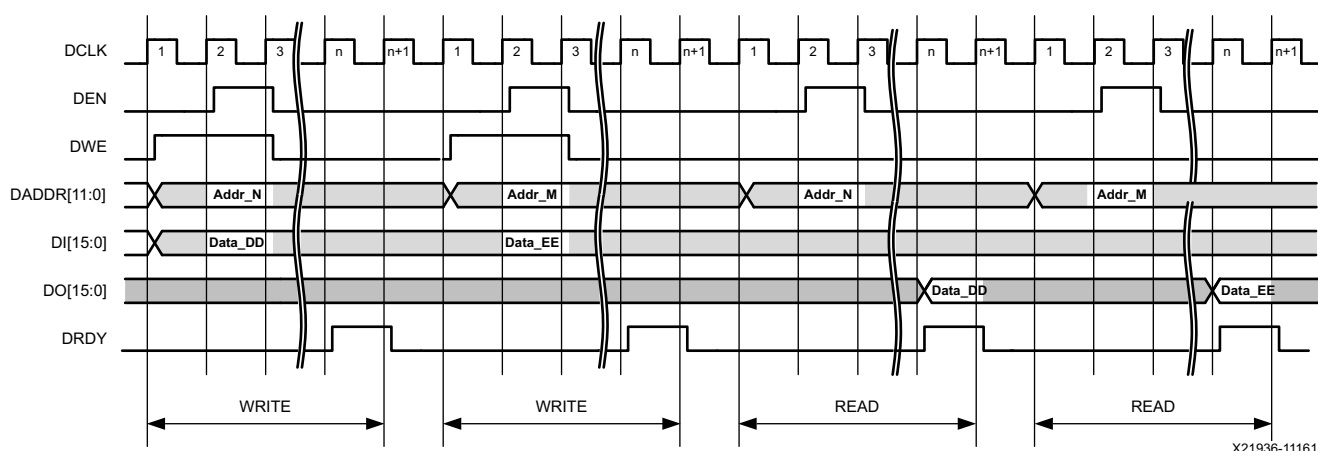 DCLK 1 2 3 n n+1 1 2 3 n n+1 1 2 3 n n+1 1 2 3 n n+1
DEN
DWE
DADDR[11:0] Addr_N Addr_M Addr_N Addr_M
DI[15:0] Data_DD Data_EE
DO[15:0] Data_DD Data_EE
DRDY
WRITE WRITE READ READ
X21936-11161